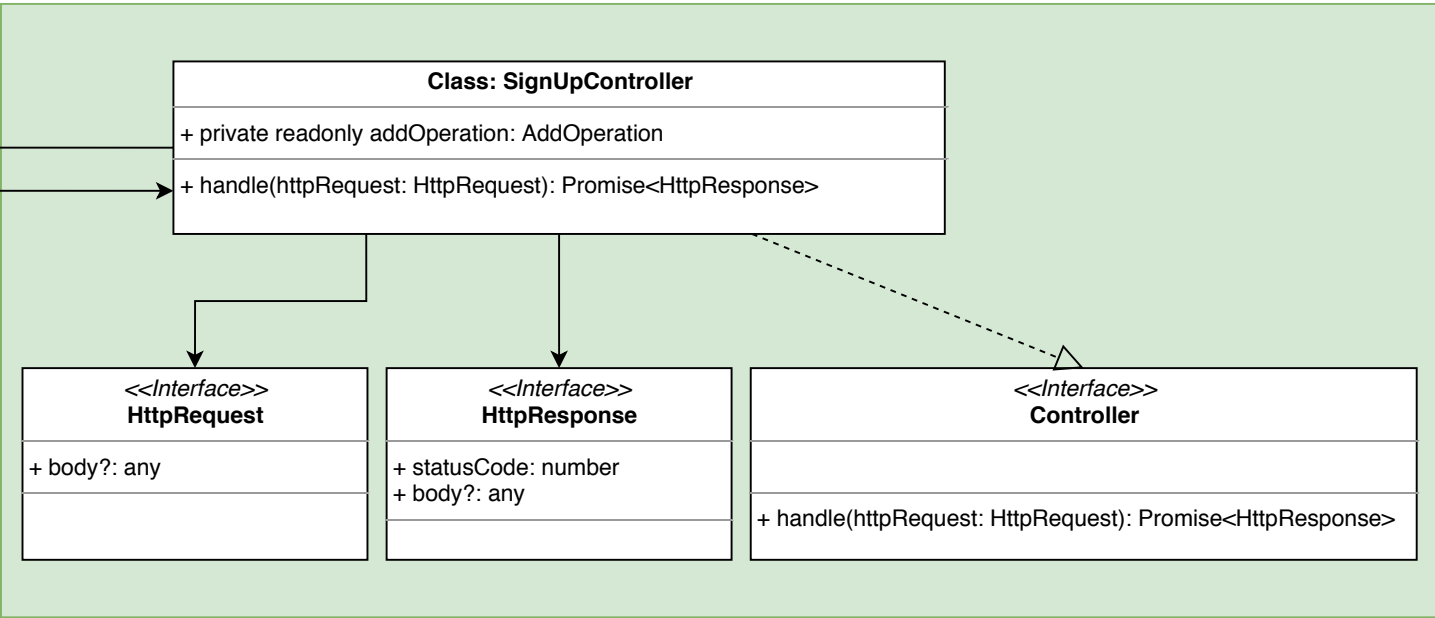 Class: SignUpController
+ private readonly addOperation: AddOperation
+ handle(httpRequest: HttpRequest): Promise<HttpResponse>
<<Interface>>
HttpRequest
+ body?: any
<<Interface>>
HttpResponse
+ statusCode: number
+ body?: any
<<Interface>>
Controller
+ handle(httpRequest: HttpRequest): Promise<HttpResponse>